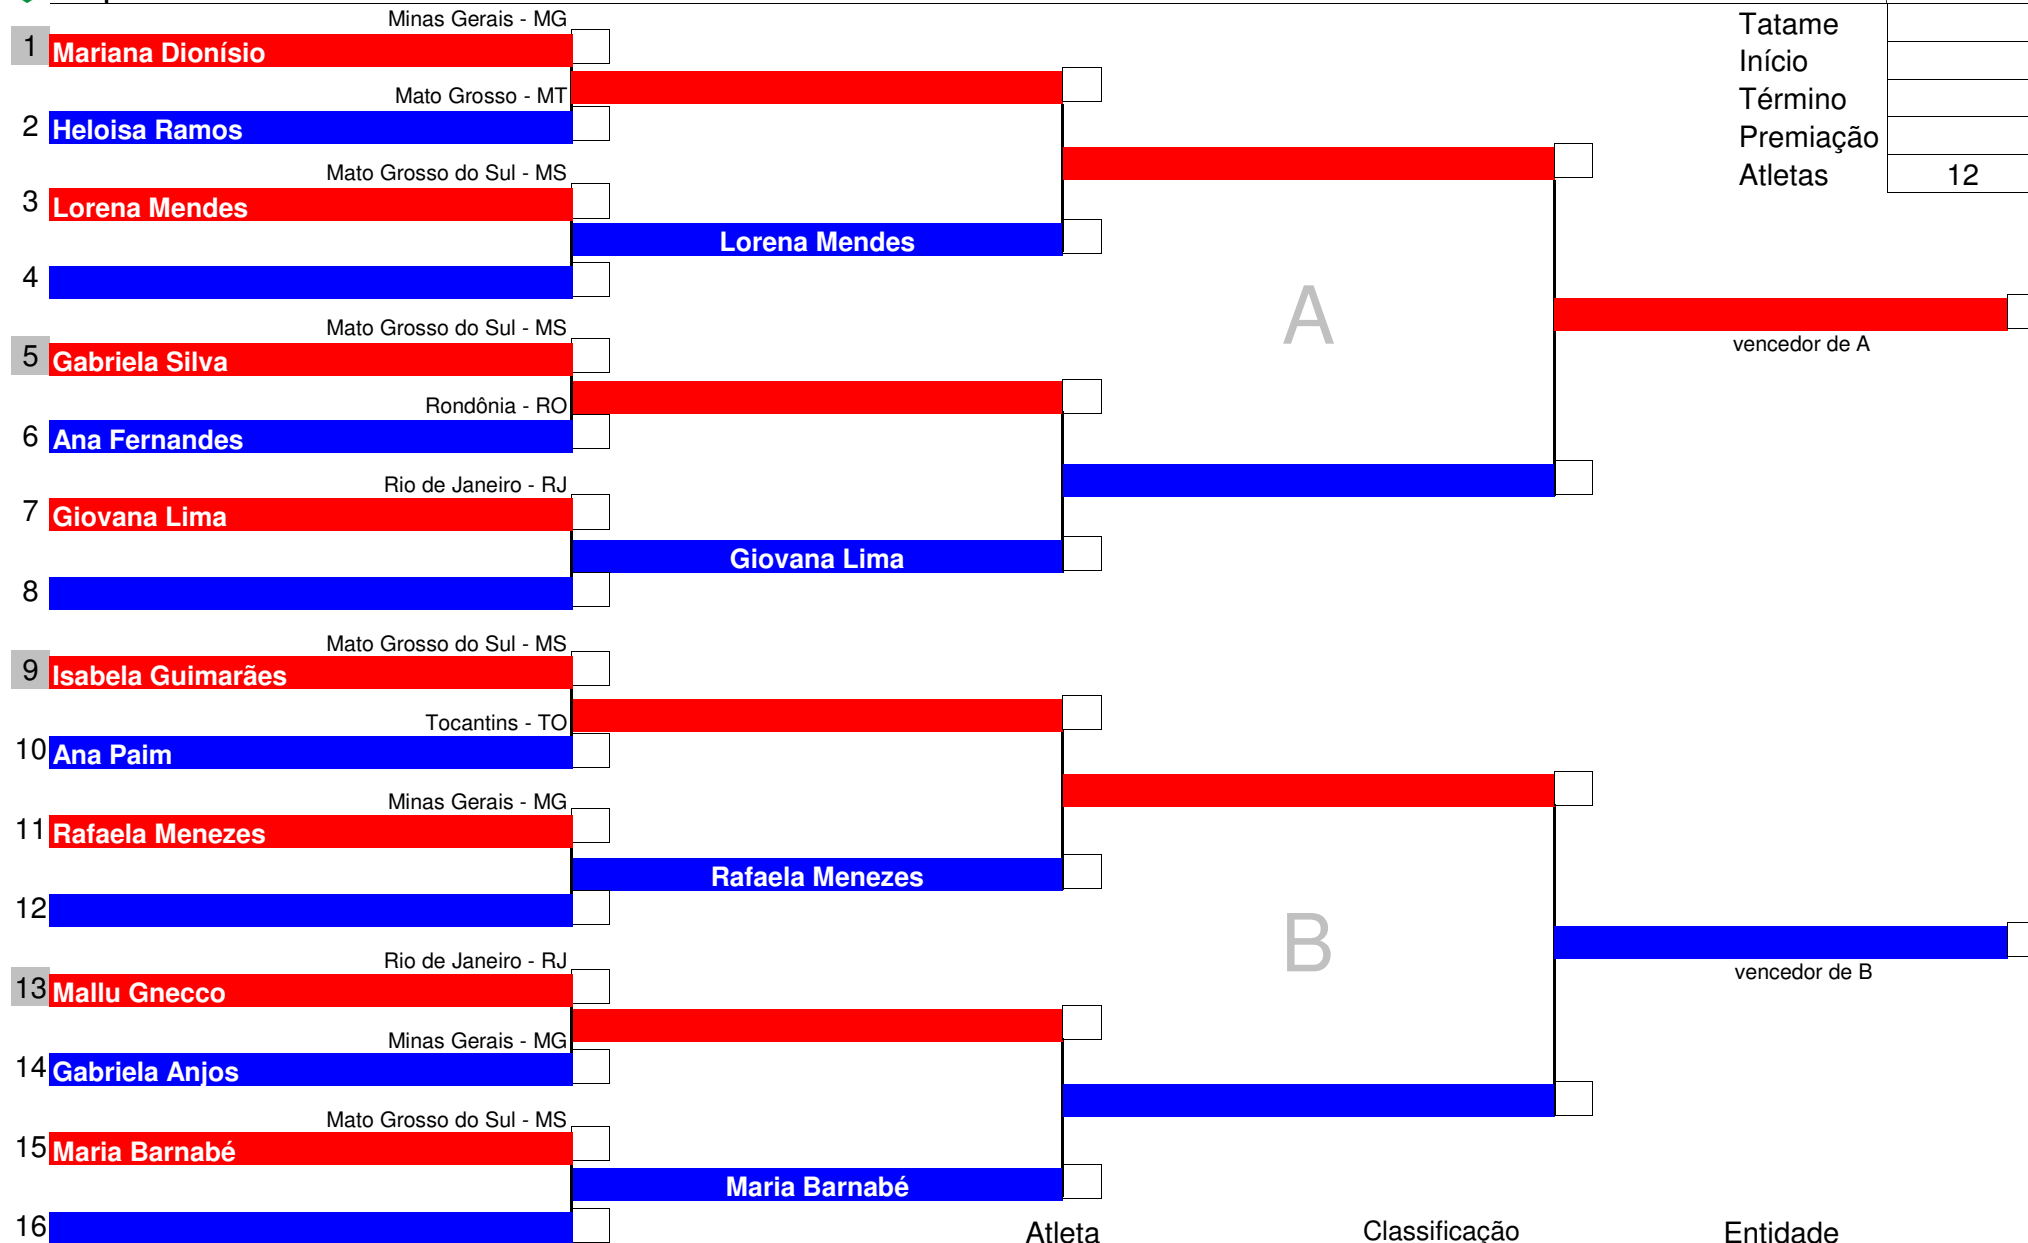 Minas Gerais - MG
Tatame
1 Mariana Dionísio
Início
Mato Grosso - MT
Término
2 Heloisa Ramos
Premiação
Mato Grosso do Sul - MS
Atletas 12
3 Lorena Mendes
Lorena Mendes
4
A
Mato Grosso do Sul - MS
vencedor de A
5 Gabriela Silva
Rondônia - RO
6 Ana Fernandes
Rio de Janeiro - RJ
7 Giovana Lima
Giovana Lima
8
Mato Grosso do Sul - MS
9 Isabela Guimarães
Tocantins - TO
10 Ana Paim
Minas Gerais - MG
11 Rafaela Menezes
Rafaela Menezes
12
B
Rio de Janeiro - RJ
vencedor de B
13 Mallu Gnecco
Minas Gerais - MG
14 Gabriela Anjos
Mato Grosso do Sul - MS
15 Maria Barnabé
Maria Barnabé
16
Atleta Classificação Entidade